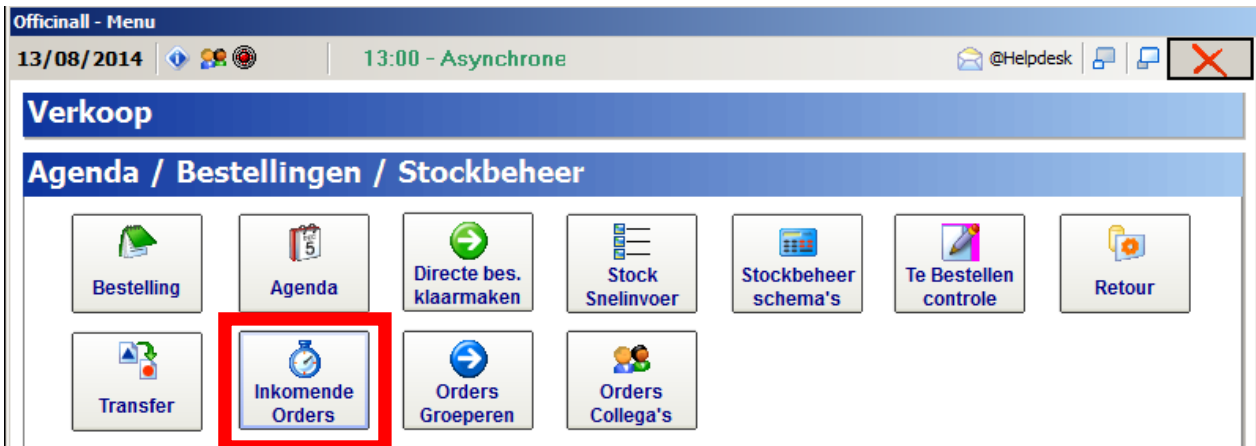 Officinall - Menu
13/08/2014 13:00 - Asynchrone @Helpdesk
Verkoop
Agenda / Bestellingen / Stockbeheer
Bestelling
Agenda
Directe bes.
klaarmaken
Stock
Snelinvoer
Stockbeheer
schema's
Te Bestellen
controle
Retour
Transfer
Inkomende
Orders
Orders
Groeperen
Orders
Collega's